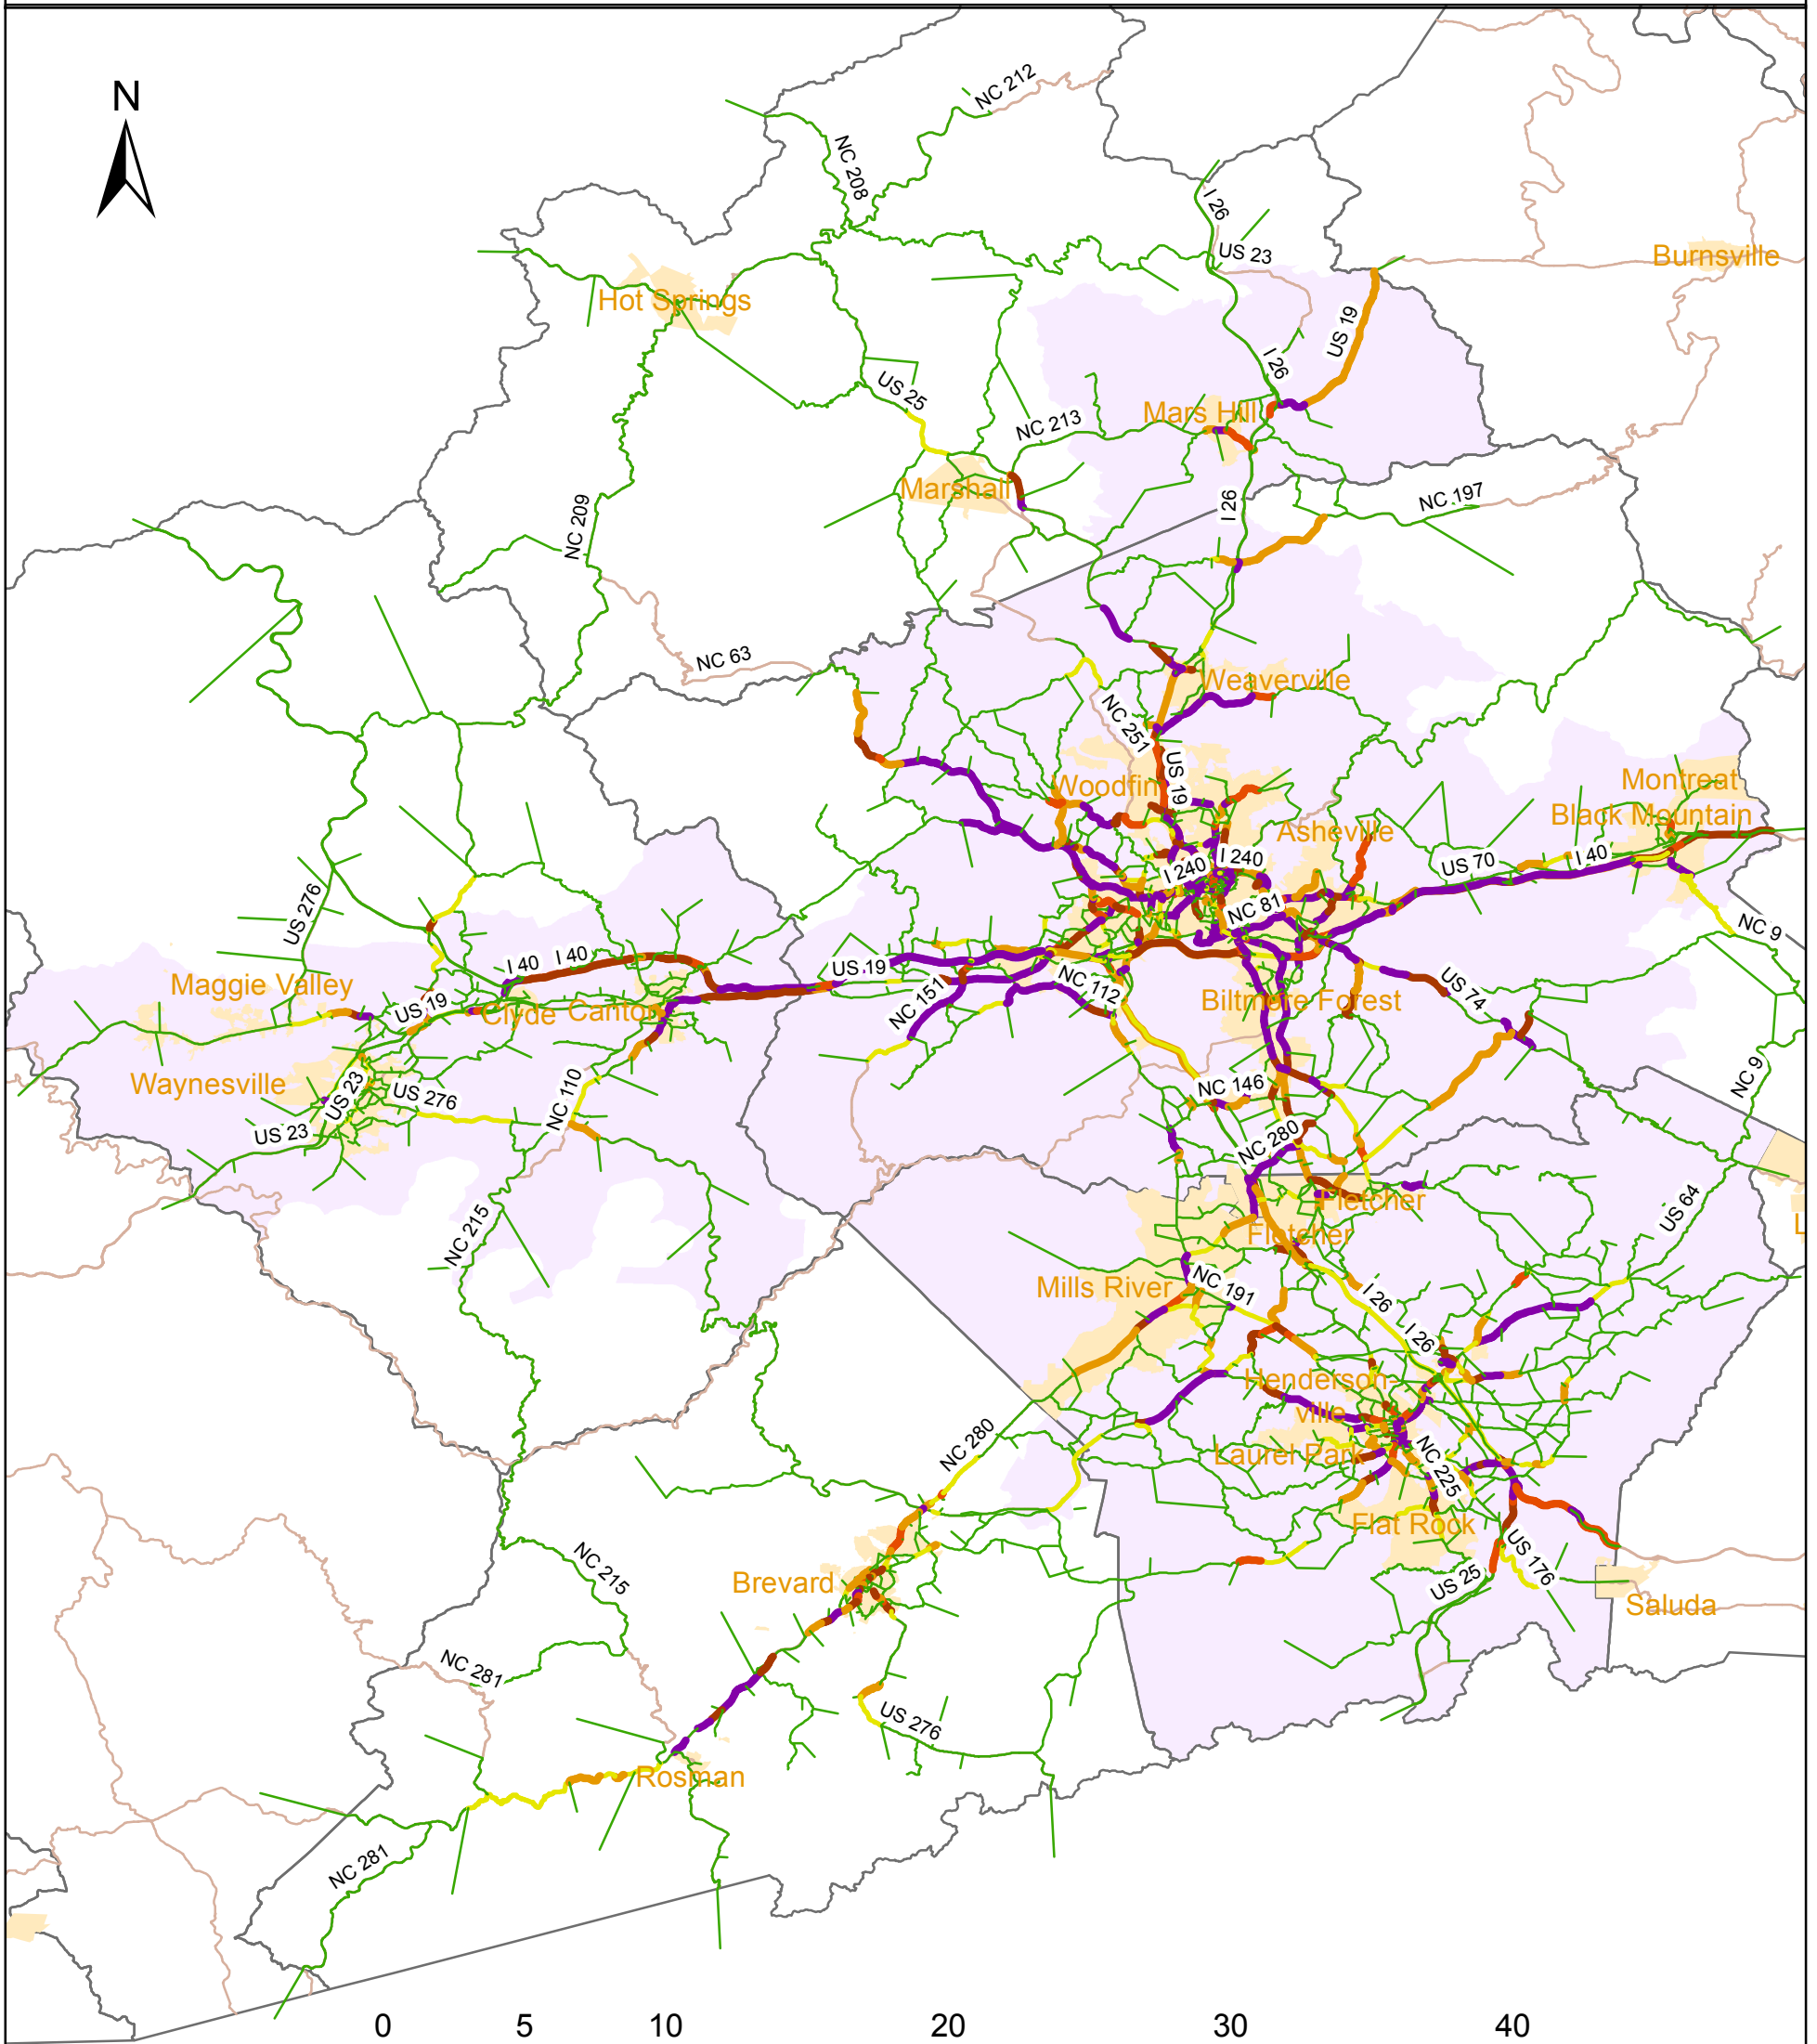 N
NC 212
NC 208
I 26
US 23
Burnsville
Hot Springs
US 19
I 26
US 25
Mars Hill
NC 213
Marshall
I 26
NC 197
NC 209
NC 63
Weaverville
NC 251
US 19
Woodfin
Montreat
Black Mountain
Asheville
I 240
I 240
US 70
I 40
NC 81
US 276
NC 9
I 40
I 40
US 19
Maggie Valley
NC 112
US 74
NC 151
US 19
Clyde
Canton
Biltmore Forest
Waynesville
US 23
US 276
NC 110
NC 146
NC 9
US 23
NC 280
Fletcher
US 64
L
NC 215
Fletcher
Mills River
NC 191
I 26
I 26
Henderson-
ville
NC 280
Laurel Park
NC 225
Flat Rock
US 176
US 25
Saluda
NC 215
Brevard
NC 281
US 276
Rosman
NC 281
0 5 10 20 30 40